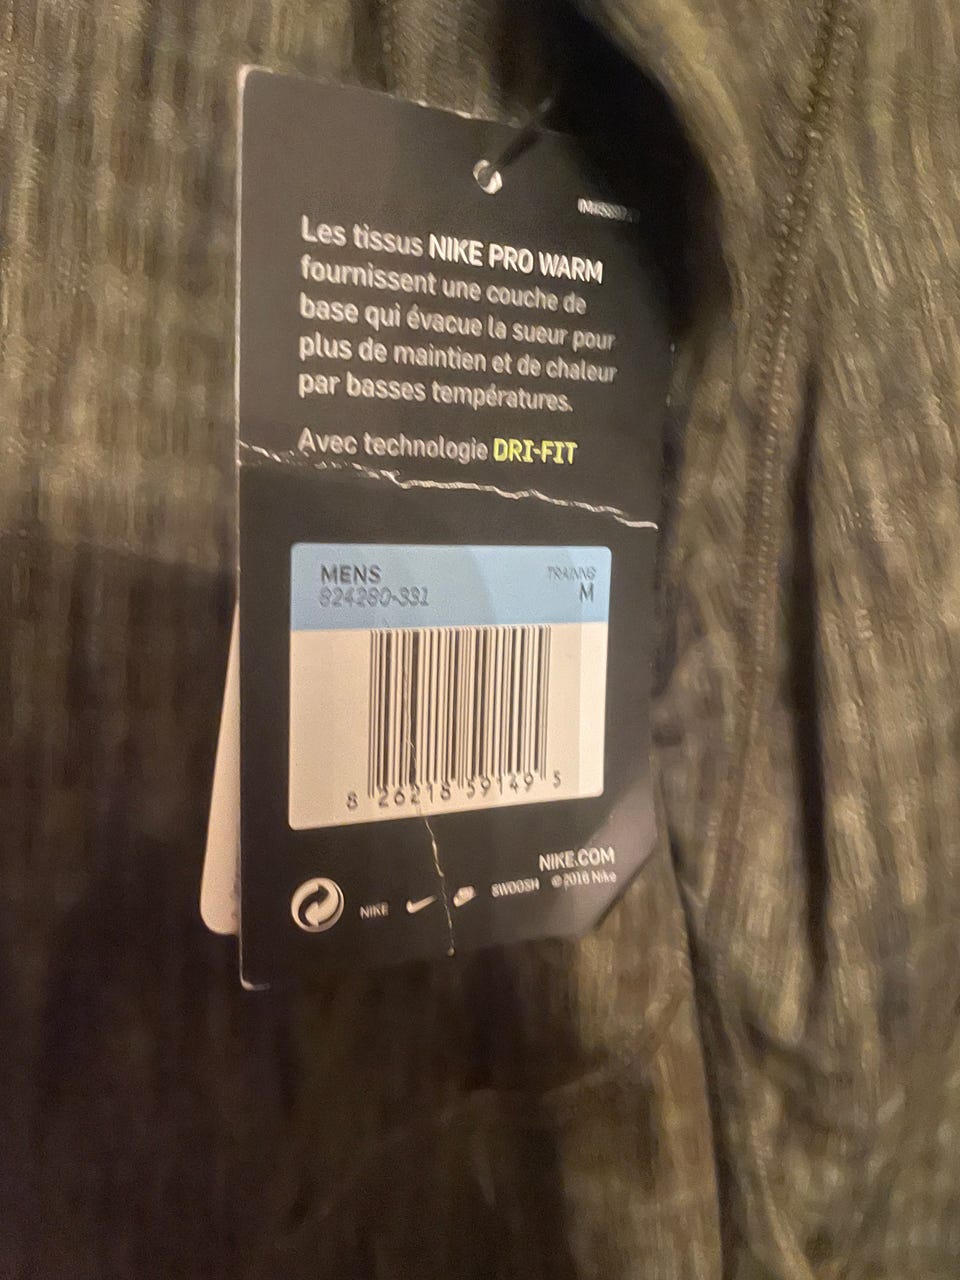 Les tissus NIKE PRO WARM
fournissent une couche de
base qui évacue la sueur pour
plus de maintien et de chaleur
par basses températures.
Avec technologie DRI-FIT
MENS
TRAINING
824280-331
M
8 26218 59149 5
NIKE.COM
NIKE
SWOOSH ©2016 Nike